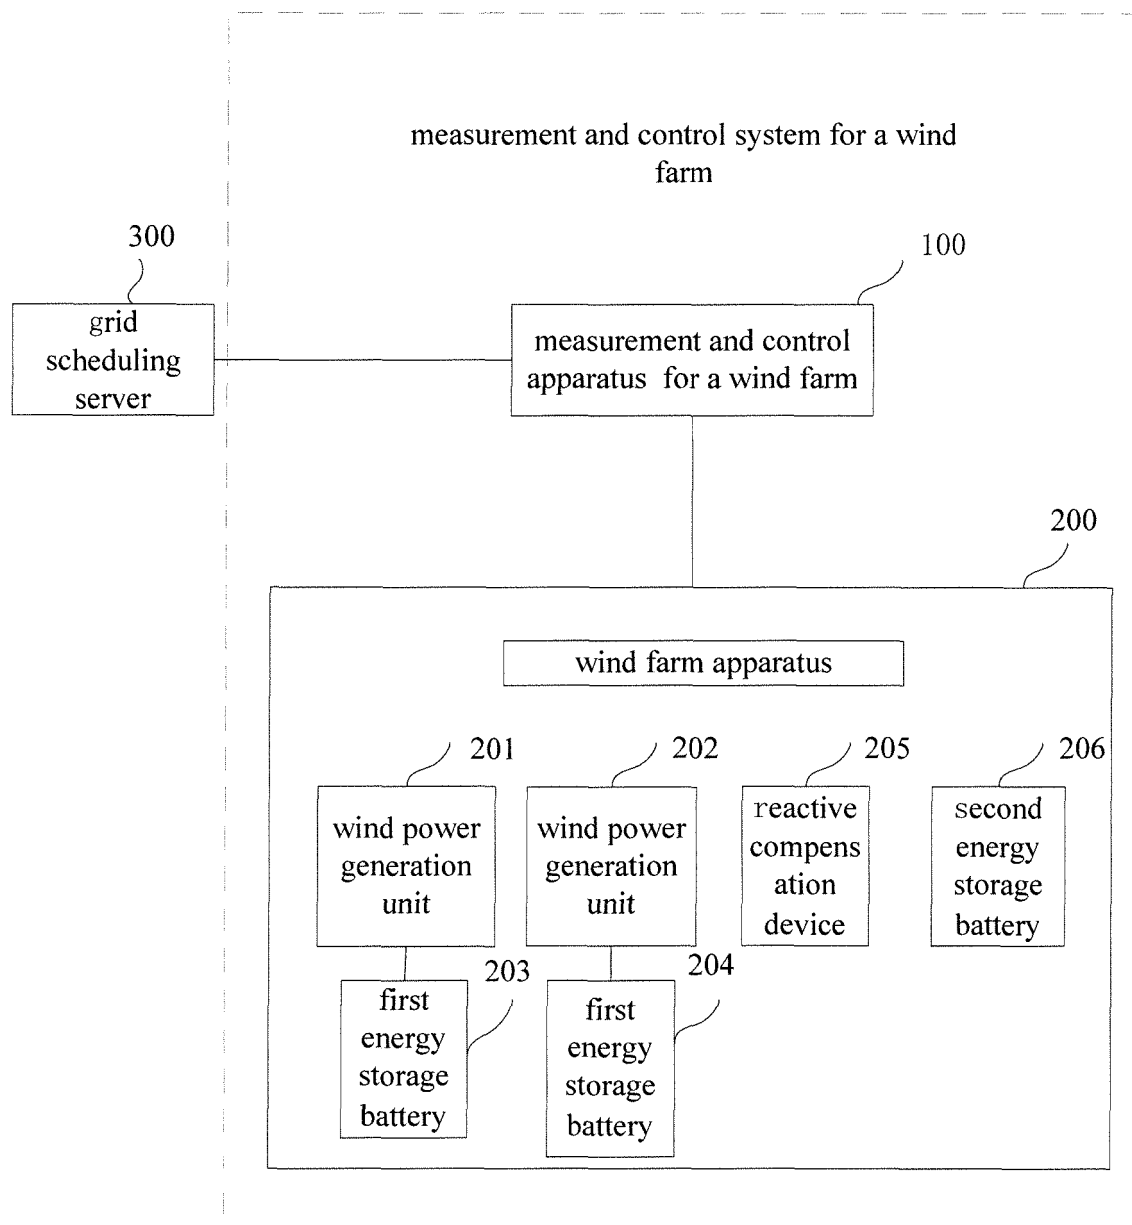 measurement and control system for a wind
farm
300
100
grid
scheduling
server
measurement and control
apparatus for a wind farm
200
wind farm apparatus
201
202
205
206
wind power
generation
unit
wind power
generation
unit
reactive
compens
ation
device
second
energy
storage
battery
203
204
first
energy
storage
battery
first
energy
storage
battery